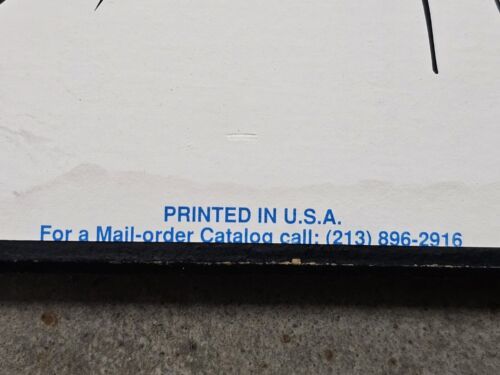 PRINTED IN U.S.A.
For a Mail-order Catalog call: (213) 896-2916